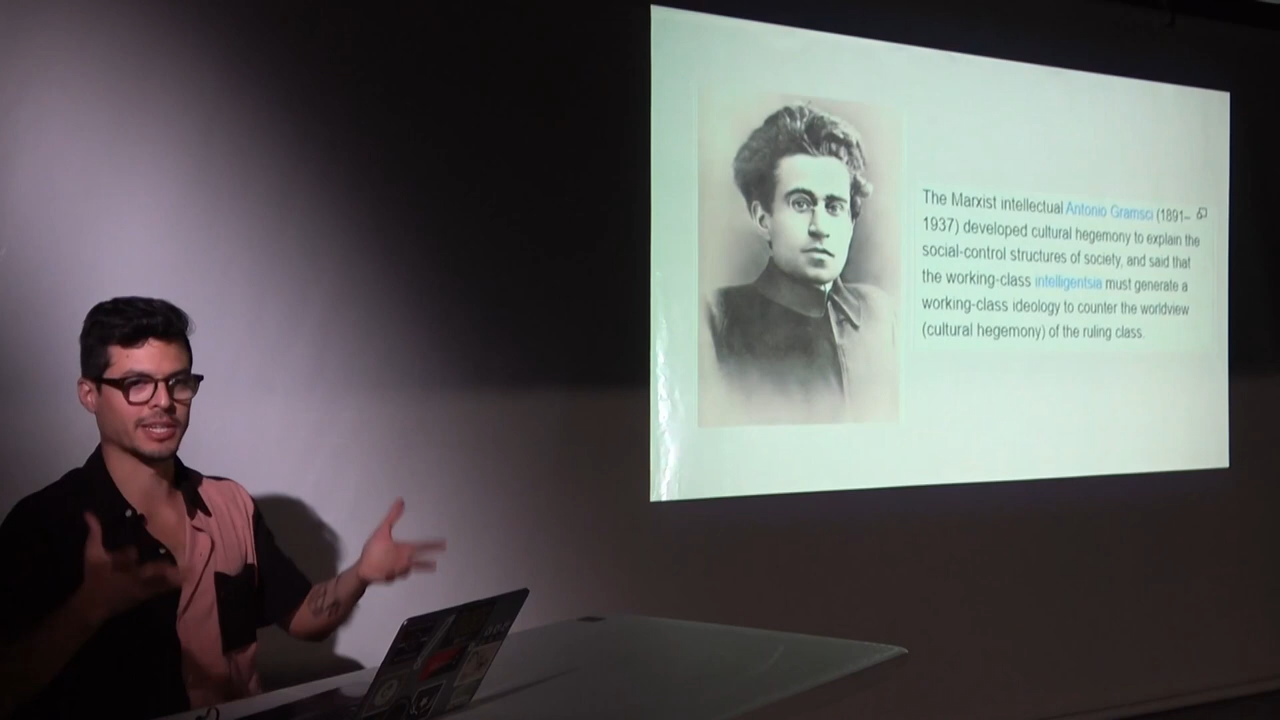 The Marxist intellectual Antonio Gramsci (1891–
1937) developed cultural hegemony to explain the
social-control structures of society, and said that
the working-class intelligentsia must generate a
working-class ideology to counter the worldview
(cultural hegemony) of the ruling class.